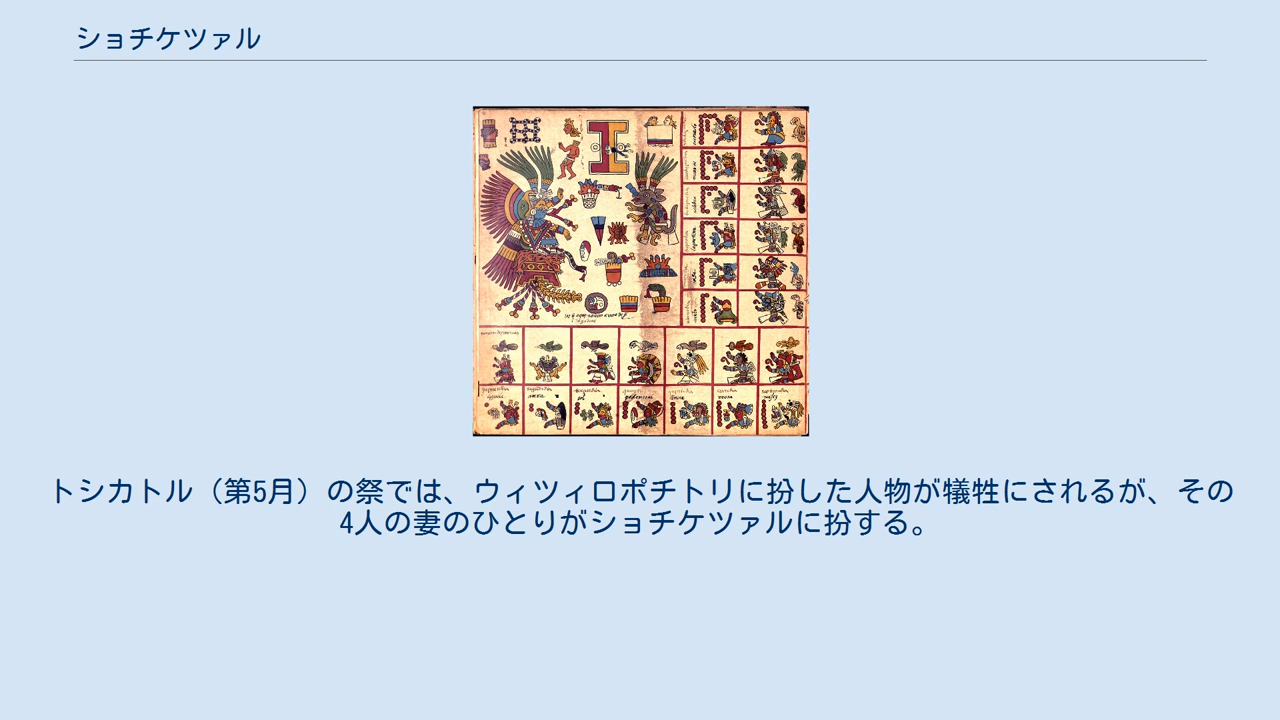 ショチケツァル
トシカトル（第5月）の祭では、ウィツィロポチトリに扮した人物が犠牲にされるが、その
4人の妻のひとりがショチケツァルに扮する。